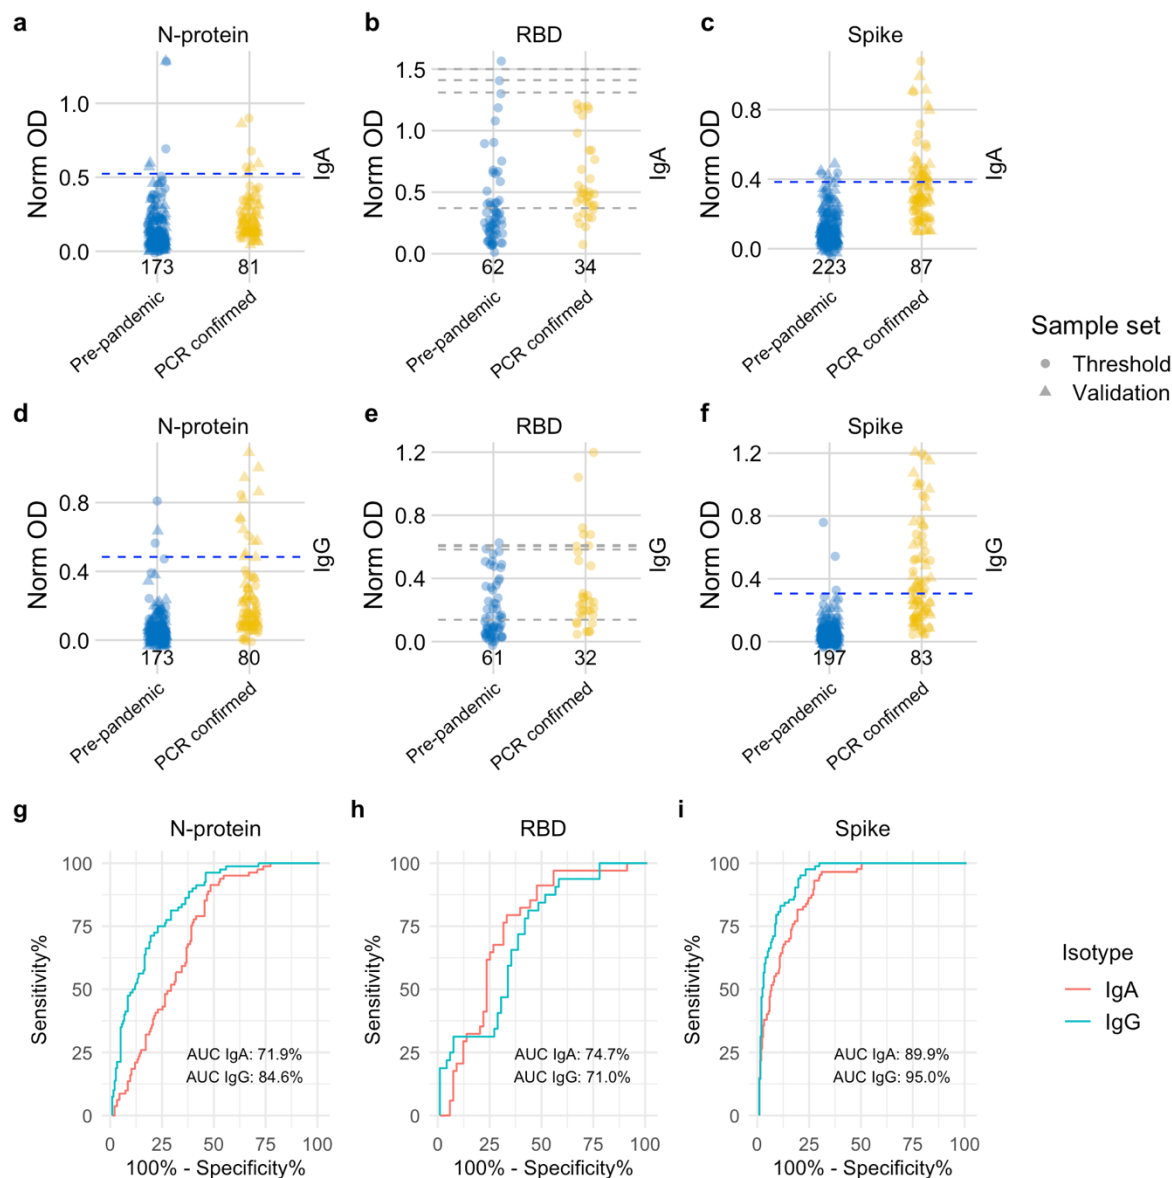 a
N-protein
b
RBD
c
Spike
Norm OD
1.0
0.5
0.0
IgA
173
81
Pre-pandemic
PCR confirmed
Norm OD
1.5
1.0
0.5
0.0
IgA
62
34
Pre-pandemic
PCR confirmed
Norm OD
0.8
0.4
0.0
223
87
Pre-pandemic
PCR confirmed
Sample set
Threshold
Validation
d
N-protein
e
RBD
f
Spike
Norm OD
0.8
0.4
0.0
IgG
173
80
Pre-pandemic
PCR confirmed
Norm OD
1.2
0.8
0.4
0.0
IgG
61
32
Pre-pandemic
PCR confirmed
Norm OD
1.2
0.8
0.4
0.0
197
83
Pre-pandemic
PCR confirmed
g
N-protein
h
RBD
i
Spike
Sensitivity%
100
75
50
25
0
AUC IgA: 71.9%
AUC IgG: 84.6%
0 25 50 75 100
100% - Specificity%
Sensitivity%
100
75
50
25
0
AUC IgA: 74.7%
AUC IgG: 71.0%
0 25 50 75 100
100% - Specificity%
Sensitivity%
100
75
50
25
0
AUC IgA: 89.9%
AUC IgG: 95.0%
0 25 50 75 100
100% - Specificity%
Isotype
IgA
IgG